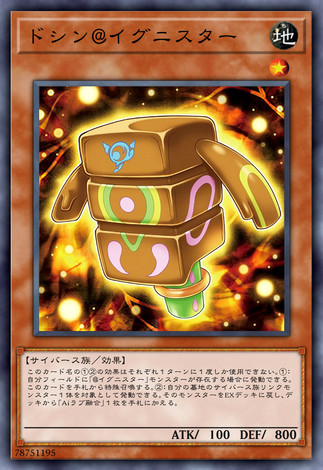 ドシン@イグニスター
地
【サイバース族／効果】
このカード名の①②の効果はそれぞれ１ターンに１度しか使用できない。①：
自分フィールドに「@イグニスター」モンスターが存在する場合に発動できる。
このカードを手札から特殊召喚する。②：自分の墓地のサイバース族リンクモ
ンスター１体を対象として発動できる。そのモンスターをEXデッキに戻し、デ
ッキから「Aiラブ融合」１枚を手札に加える。
ATK/ 100 DEF/ 800
78751195